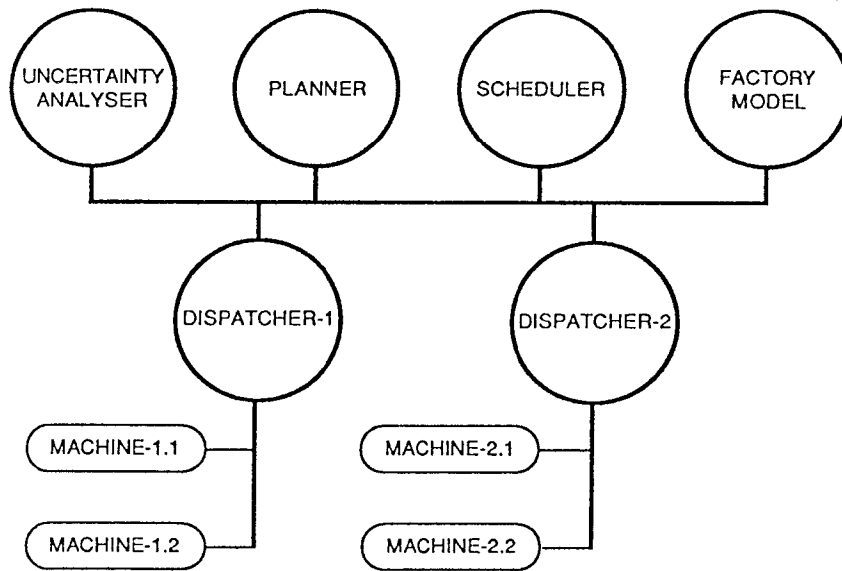 UNCERTAINTY
ANALYSER
PLANNER
SCHEDULER
FACTORY
MODEL
DISPATCHER-1
DISPATCHER-2
MACHINE-1.1
MACHINE-2.1
MACHINE-1.2
MACHINE-2.2